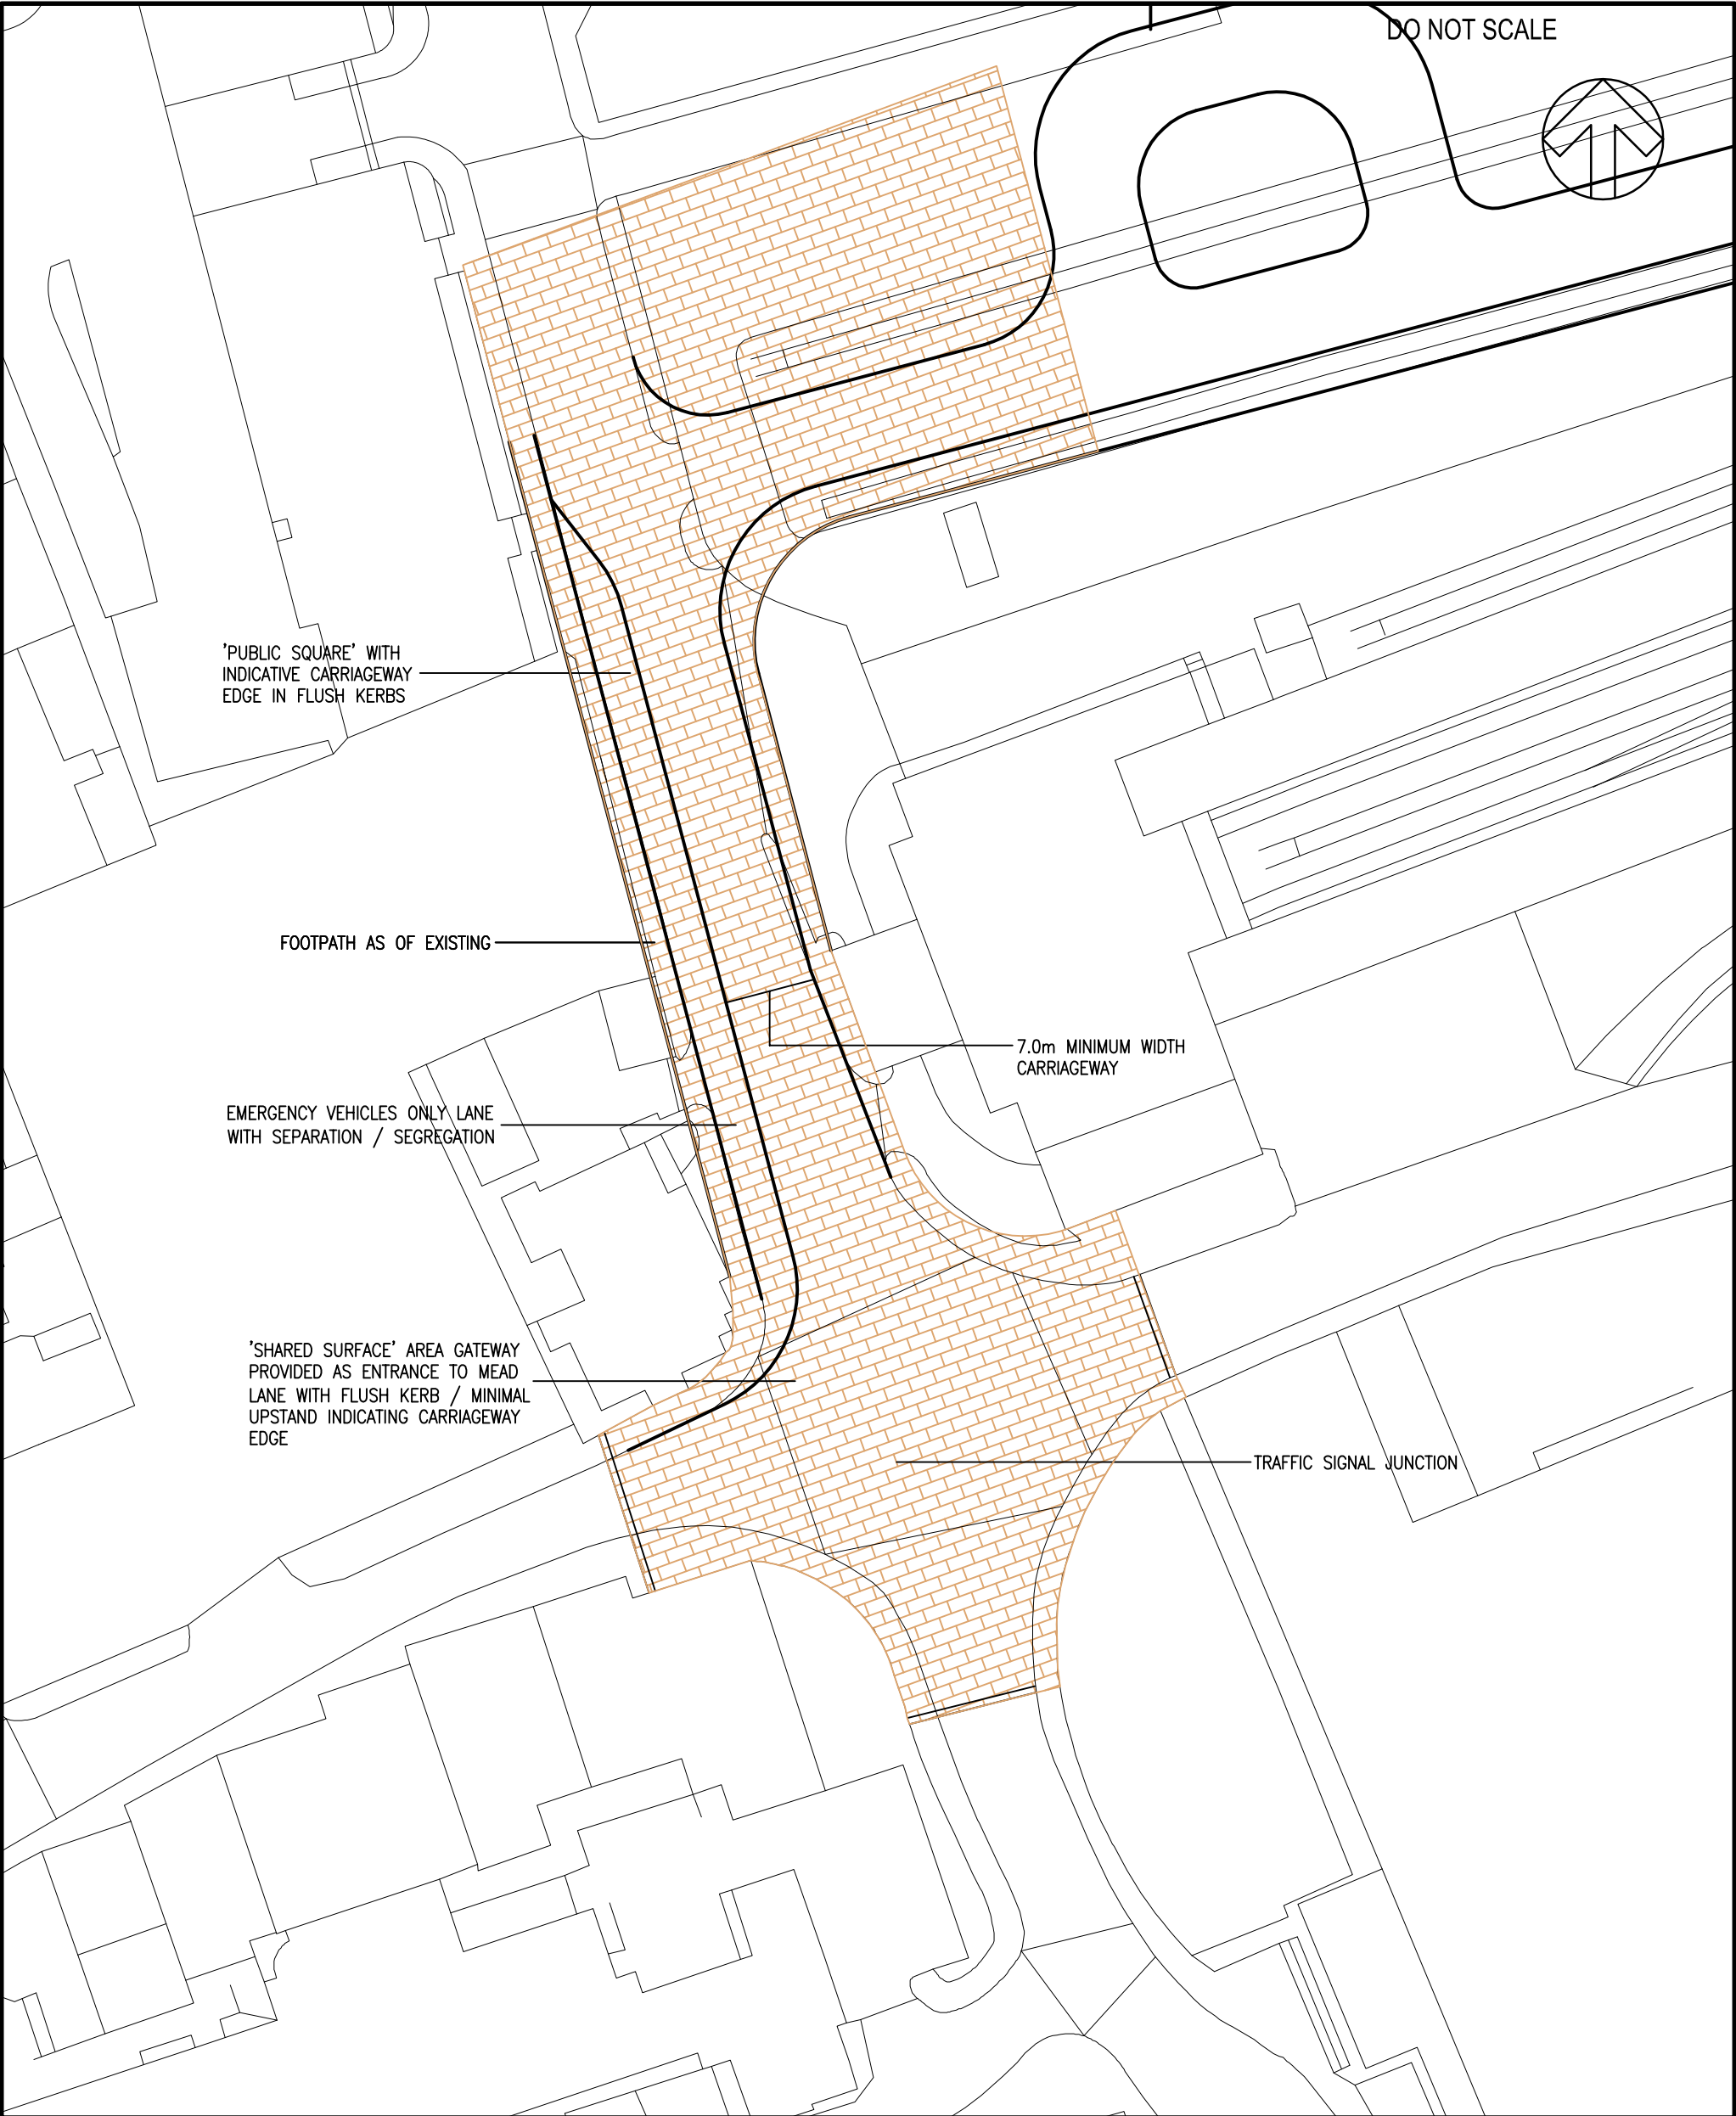 DO NOT SCALE
'PUBLIC SQUARE' WITH
INDICATIVE CARRIAGEWAY
EDGE IN FLUSH KERBS
FOOTPATH AS OF EXISTING
7.0m MINIMUM WIDTH
CARRIAGEWAY
EMERGENCY VEHICLES ONLY LANE
WITH SEPARATION / SEGREGATION
'SHARED SURFACE' AREA GATEWAY
PROVIDED AS ENTRANCE TO MEAD
LANE WITH FLUSH KERB / MINIMAL
UPSTAND INDICATING CARRIAGEWAY
EDGE
TRAFFIC SIGNAL JUNCTION